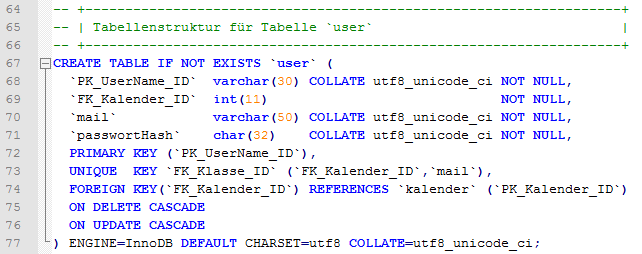 64 -- +-----------------------------------------------------------------+
65 -- | Tabellenstruktur für Tabelle `user`                             |
66 -- +-----------------------------------------------------------------+
67 CREATE TABLE IF NOT EXISTS `user` (
68   `PK_UserName_ID`  varchar(30) COLLATE utf8_unicode_ci NOT NULL,
69   `FK_Kalender_ID`  int(11)                             NOT NULL,
70   `mail`            varchar(50) COLLATE utf8_unicode_ci NOT NULL,
71   `passwortHash`    char(32)    COLLATE utf8_unicode_ci NOT NULL,
72   PRIMARY KEY (`PK_UserName_ID`),
73   UNIQUE  KEY `FK_Klasse_ID` (`FK_Kalender_ID`,`mail`),
74   FOREIGN KEY(`FK_Kalender_ID`) REFERENCES `kalender` (`PK_Kalender_ID`)
75   ON DELETE CASCADE
76   ON UPDATE CASCADE
77 ) ENGINE=InnoDB DEFAULT CHARSET=utf8 COLLATE=utf8_unicode_ci;